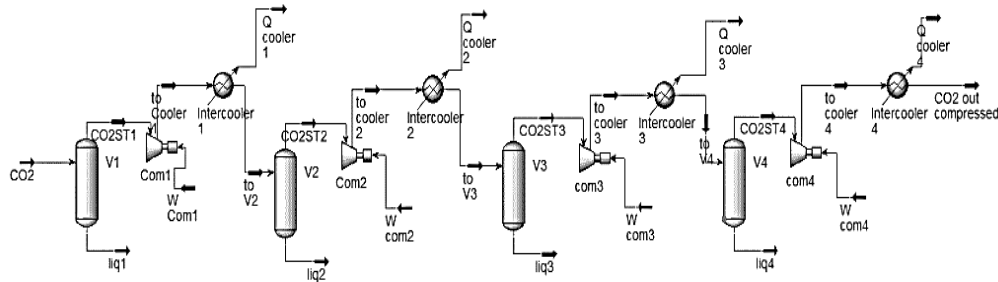 Q
cooler
1
Q
cooler
2
Q
cooler
3
Q
cooler
4
to
Cooler
1
Intercooler
1
to
cooler
2
Intercooler
2
to
cooler
3
Intercooler
3
to
cooler
4
Intercooler
4
CO2 out
compressed
CO2ST1
CO2ST2
CO2ST3
CO2ST4
CO2
V1
Com1
W
Com1
to
V2
V2
Com2
W
com2
to
V3
V3
com3
W
com3
to
V4
V4
com4
W
com4
liq1
liq2
liq3
liq4